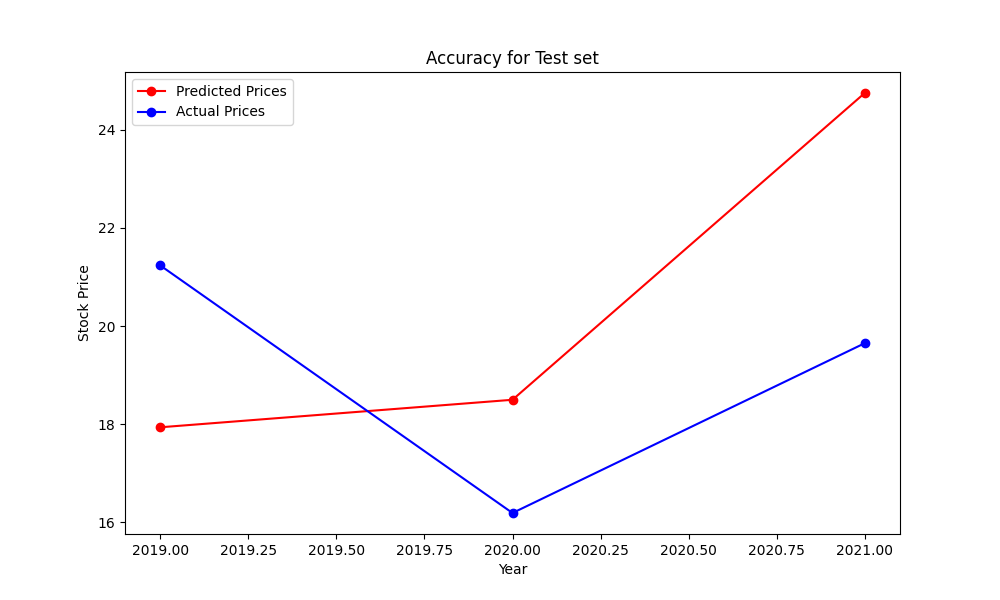 Accuracy for Test set
Predicted Prices
Actual Prices
24
22
20
18
16
Stock Price
2019.00 2019.25 2019.50 2019.75 2020.00 2020.25 2020.50 2020.75 2021.00
Year